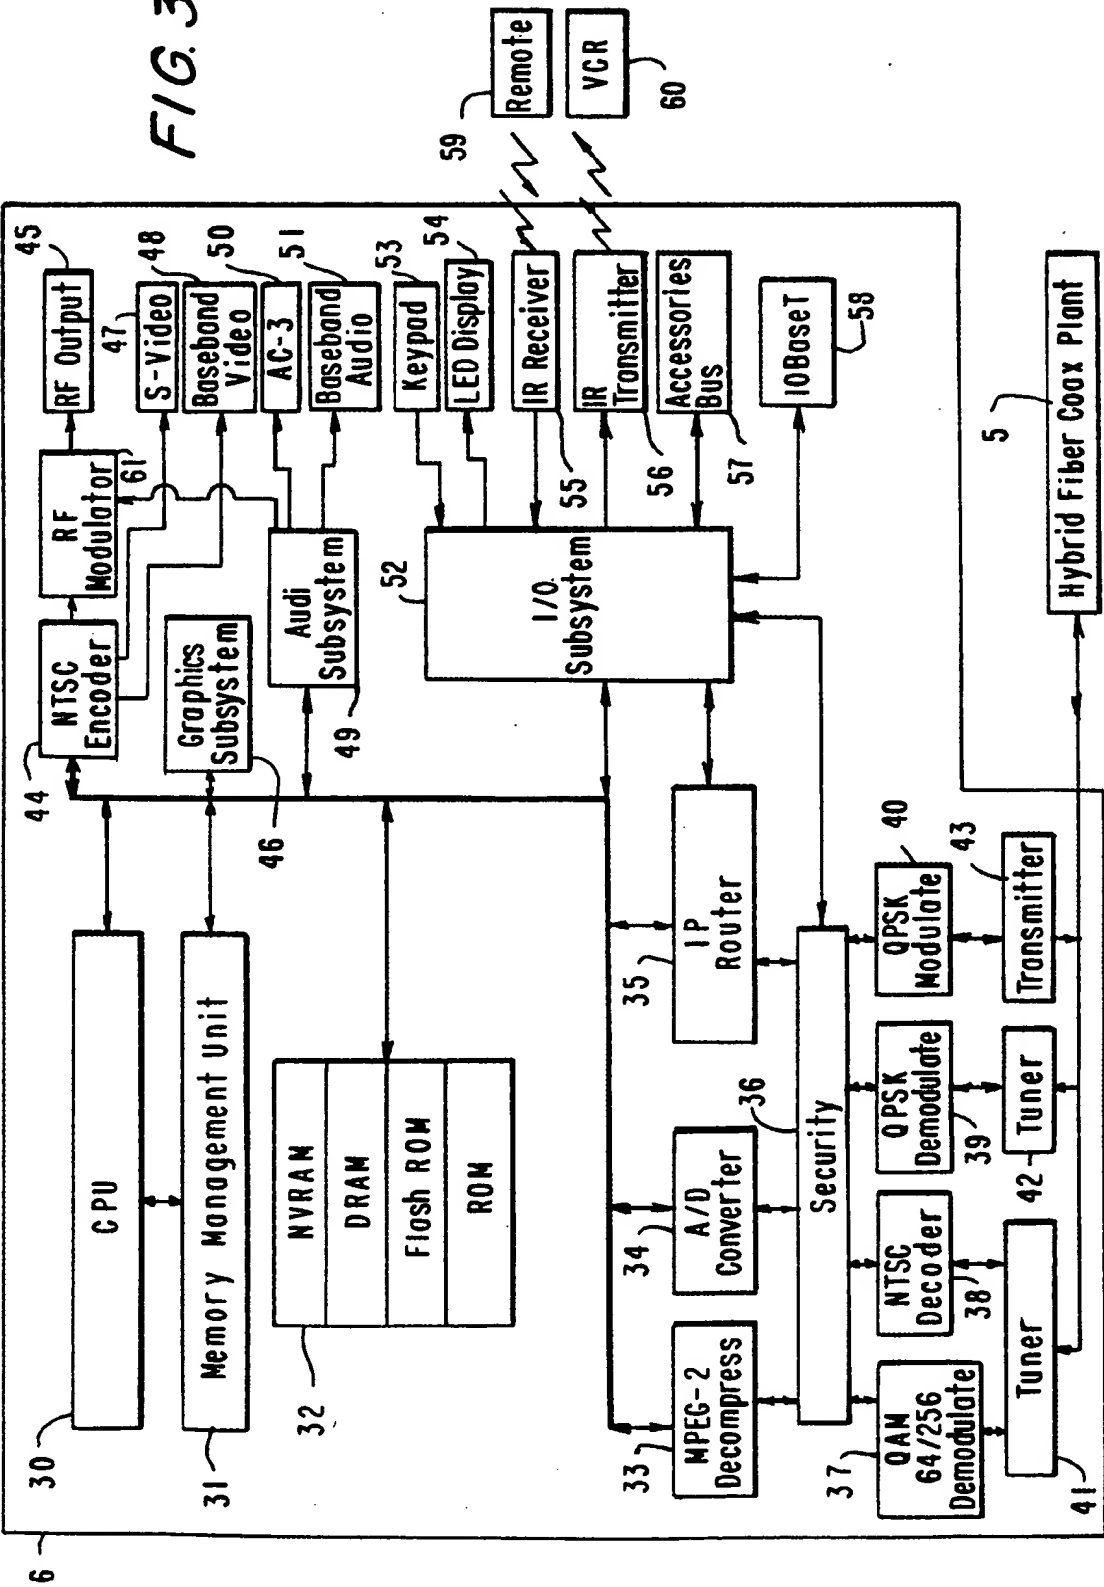 FIG. 3
6
30
CPU
31
Memory Management Unit
32
NVRAM
DRAM
Flash ROM
ROM
33
MPEG-2
Decompress
34
A/D
Converter
35
IP
Router
36
Security
37
QAM
64/256
Demodulate
NTSC
Decoder
38
QPSK
Demodulate
39
QPSK
Modulate
40
Tuner
41
Tuner
42
Transmitter
43
Hybrid Fiber Coax Plant
5
44
NTSC
Encoder
RF
Modulator
61
RF Output
45
Graphics
Subsystem
46
S-Video
47
Baseband
Video
48
Audi
Subsystem
49
AC-3
50
Baseband
Audio
51
52
I/O
Subsystem
Keypad
53
LED Display
54
IR Receiver
55
IR
Transmitter
56
Accessories
Bus
57
10BaseT
58
Remote
59
VCR
60